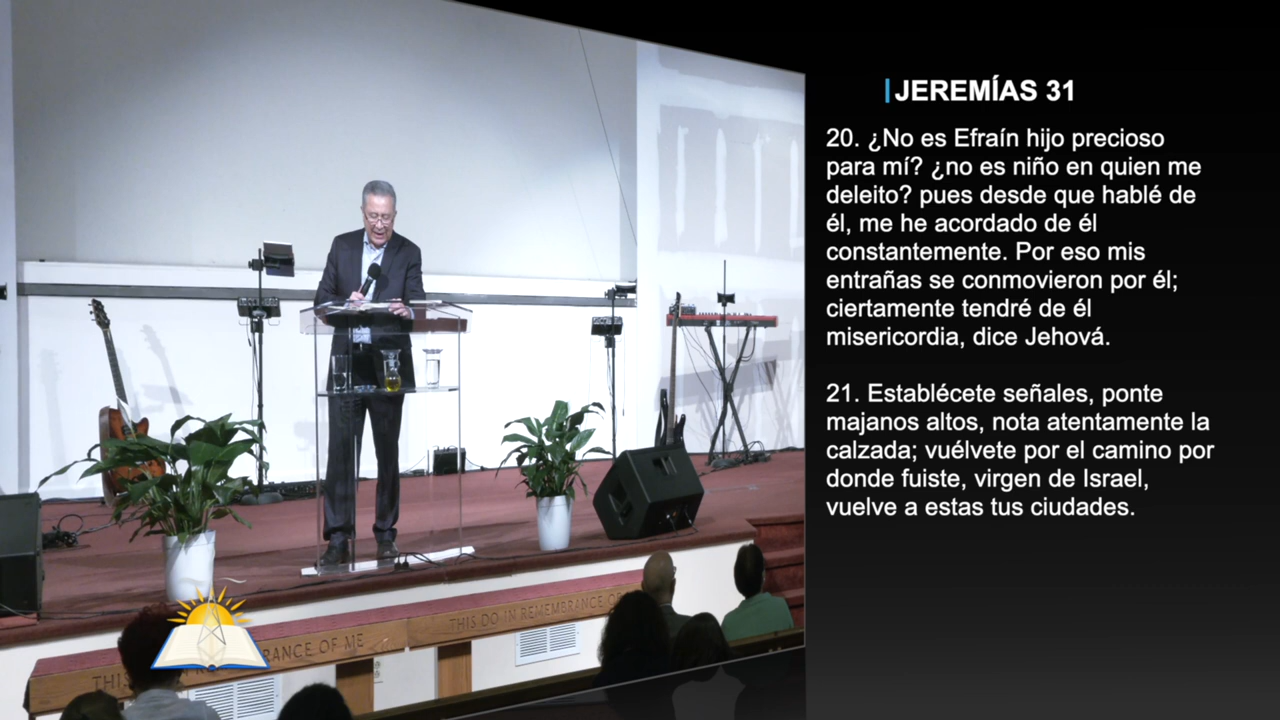 JEREMÍAS 31
20. ¿No es Efraín hijo precioso
para mí? ¿no es niño en quien me
deleito? pues desde que hablé de
él, me he acordado de él
constantemente. Por eso mis
entrañas se conmovieron por él;
ciertamente tendré de él
misericordia, dice Jehová.
21. Establécete señales, ponte
majanos altos, nota atentamente la
calzada; vuélvete por el camino por
donde fuiste, virgen de Israel,
vuelve a estas tus ciudades.
THIS DO IN REMEMBRANCE
OF ME